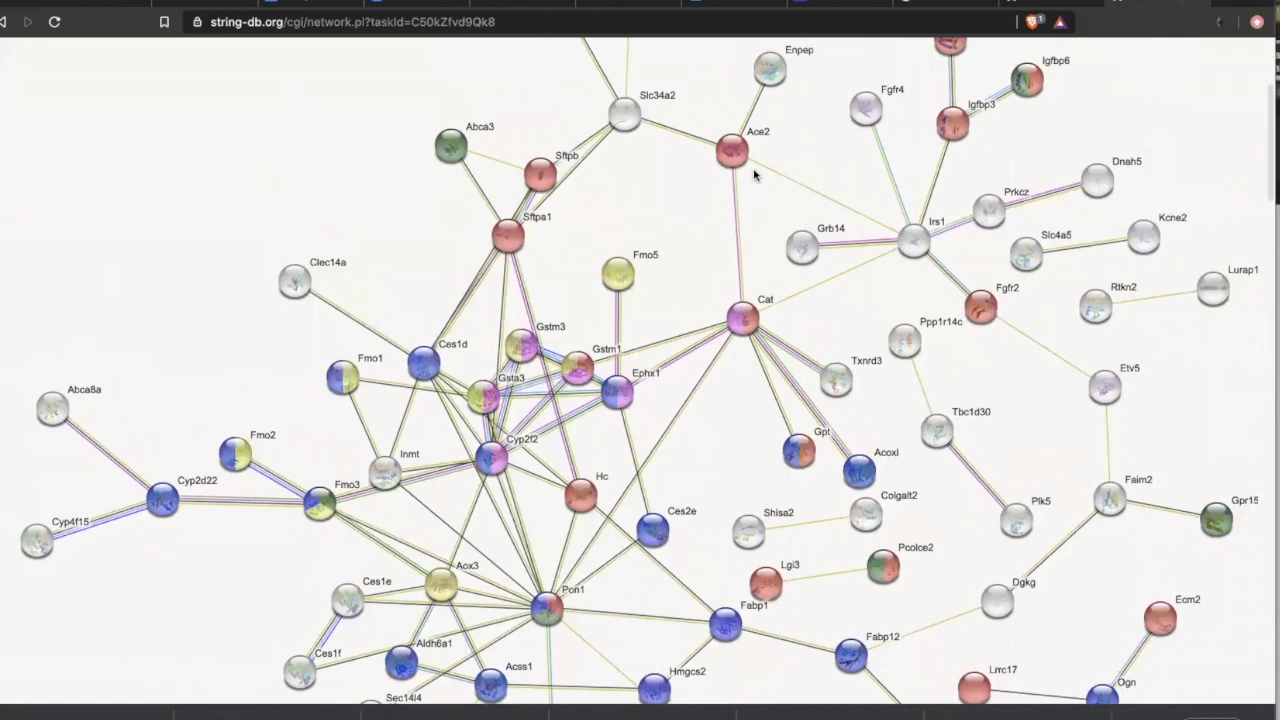 string-db.org/cgi/network.pl?taskId=C50kZfvd9Qk8
1
Enpep
Igfbp6
Fgfr4
Slc34a2
Igfbp3
Abca3
Ace2
Sftpb
Dnah5
Prkcz
Sftpa1
Irs1
Kcne2
Grb14
Slc4a5
Clec14a
Fmo5
Lurap1
Rtkn2
Fgfr2
Cat
Ppp1r14c
Gstm3
Ces1d
Gstm1
Fmo1
Txnrd3
Ephx1
Etv5
Gsta3
Abca8a
Tbc1d30
Gpt
Fmo2
Cyp2f2
Acoxl
Inmt
Cyp2d22
Hc
Faim2
Fmo3
Colgalt2
Plk5
Gpr15
Ces2e
Shisa2
Cyp4f15
Pcolce2
Aox3
Lgi3
Ces1e
Dgkg
Pon1
Ecm2
Fabp1
Fabp12
Aldh6a1
Ces1f
Acss1
Lrrc17
Hmgcs2
Ogn
Sec14l4